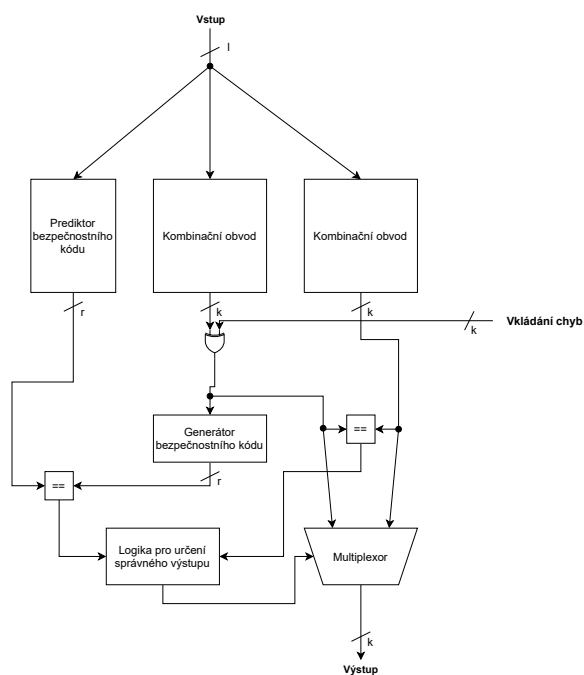 Vstup
l
Prediktor
bezpečnostního
kódu
Kombinační obvod
Kombinační obvod
r
k
k
k
Vkládání chyb
Generátor
bezpečnostního kódu
==
==
r
Logika pro určení
správného výstupu
Multiplexor
k
Výstup